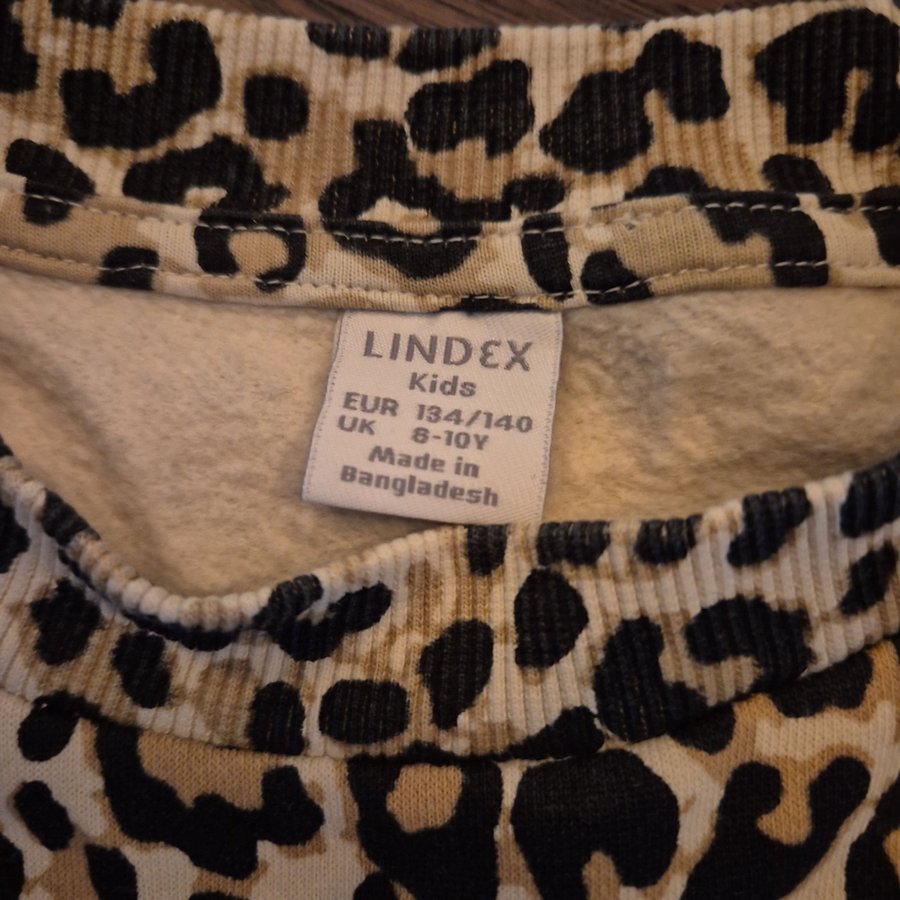 LINDEX
Kids
EUR 134/140
UK 8-10Y
Made in
Bangladesh